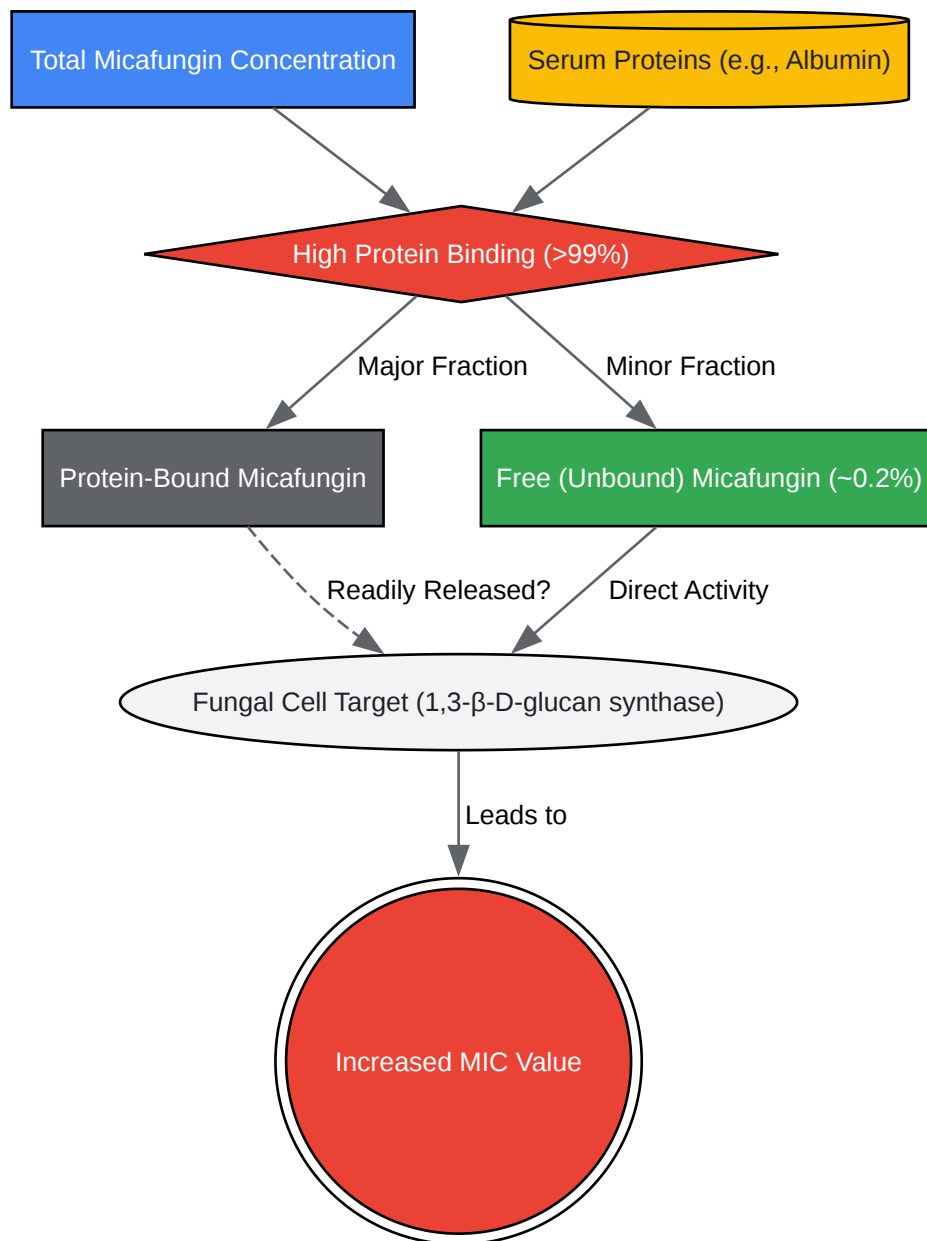 Total Micafungin Concentration
Serum Proteins (e.g., Albumin)
High Protein Binding (>99%)
Major Fraction
Minor Fraction
Protein-Bound Micafungin
Free (Unbound) Micafungin (~0.2%)
Readily Released?
Direct Activity
Fungal Cell Target (1,3-β-D-glucan synthase)
Leads to
Increased MIC Value